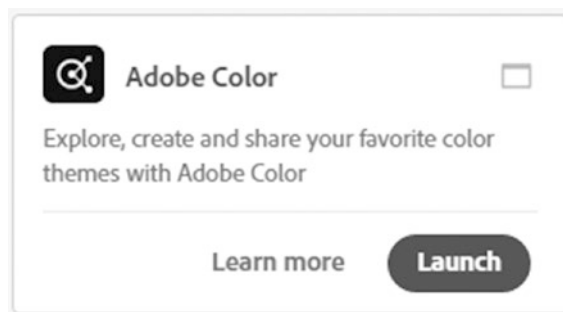 Adobe Color
Explore, create and share your favorite color
themes with Adobe Color
Learn more
Launch